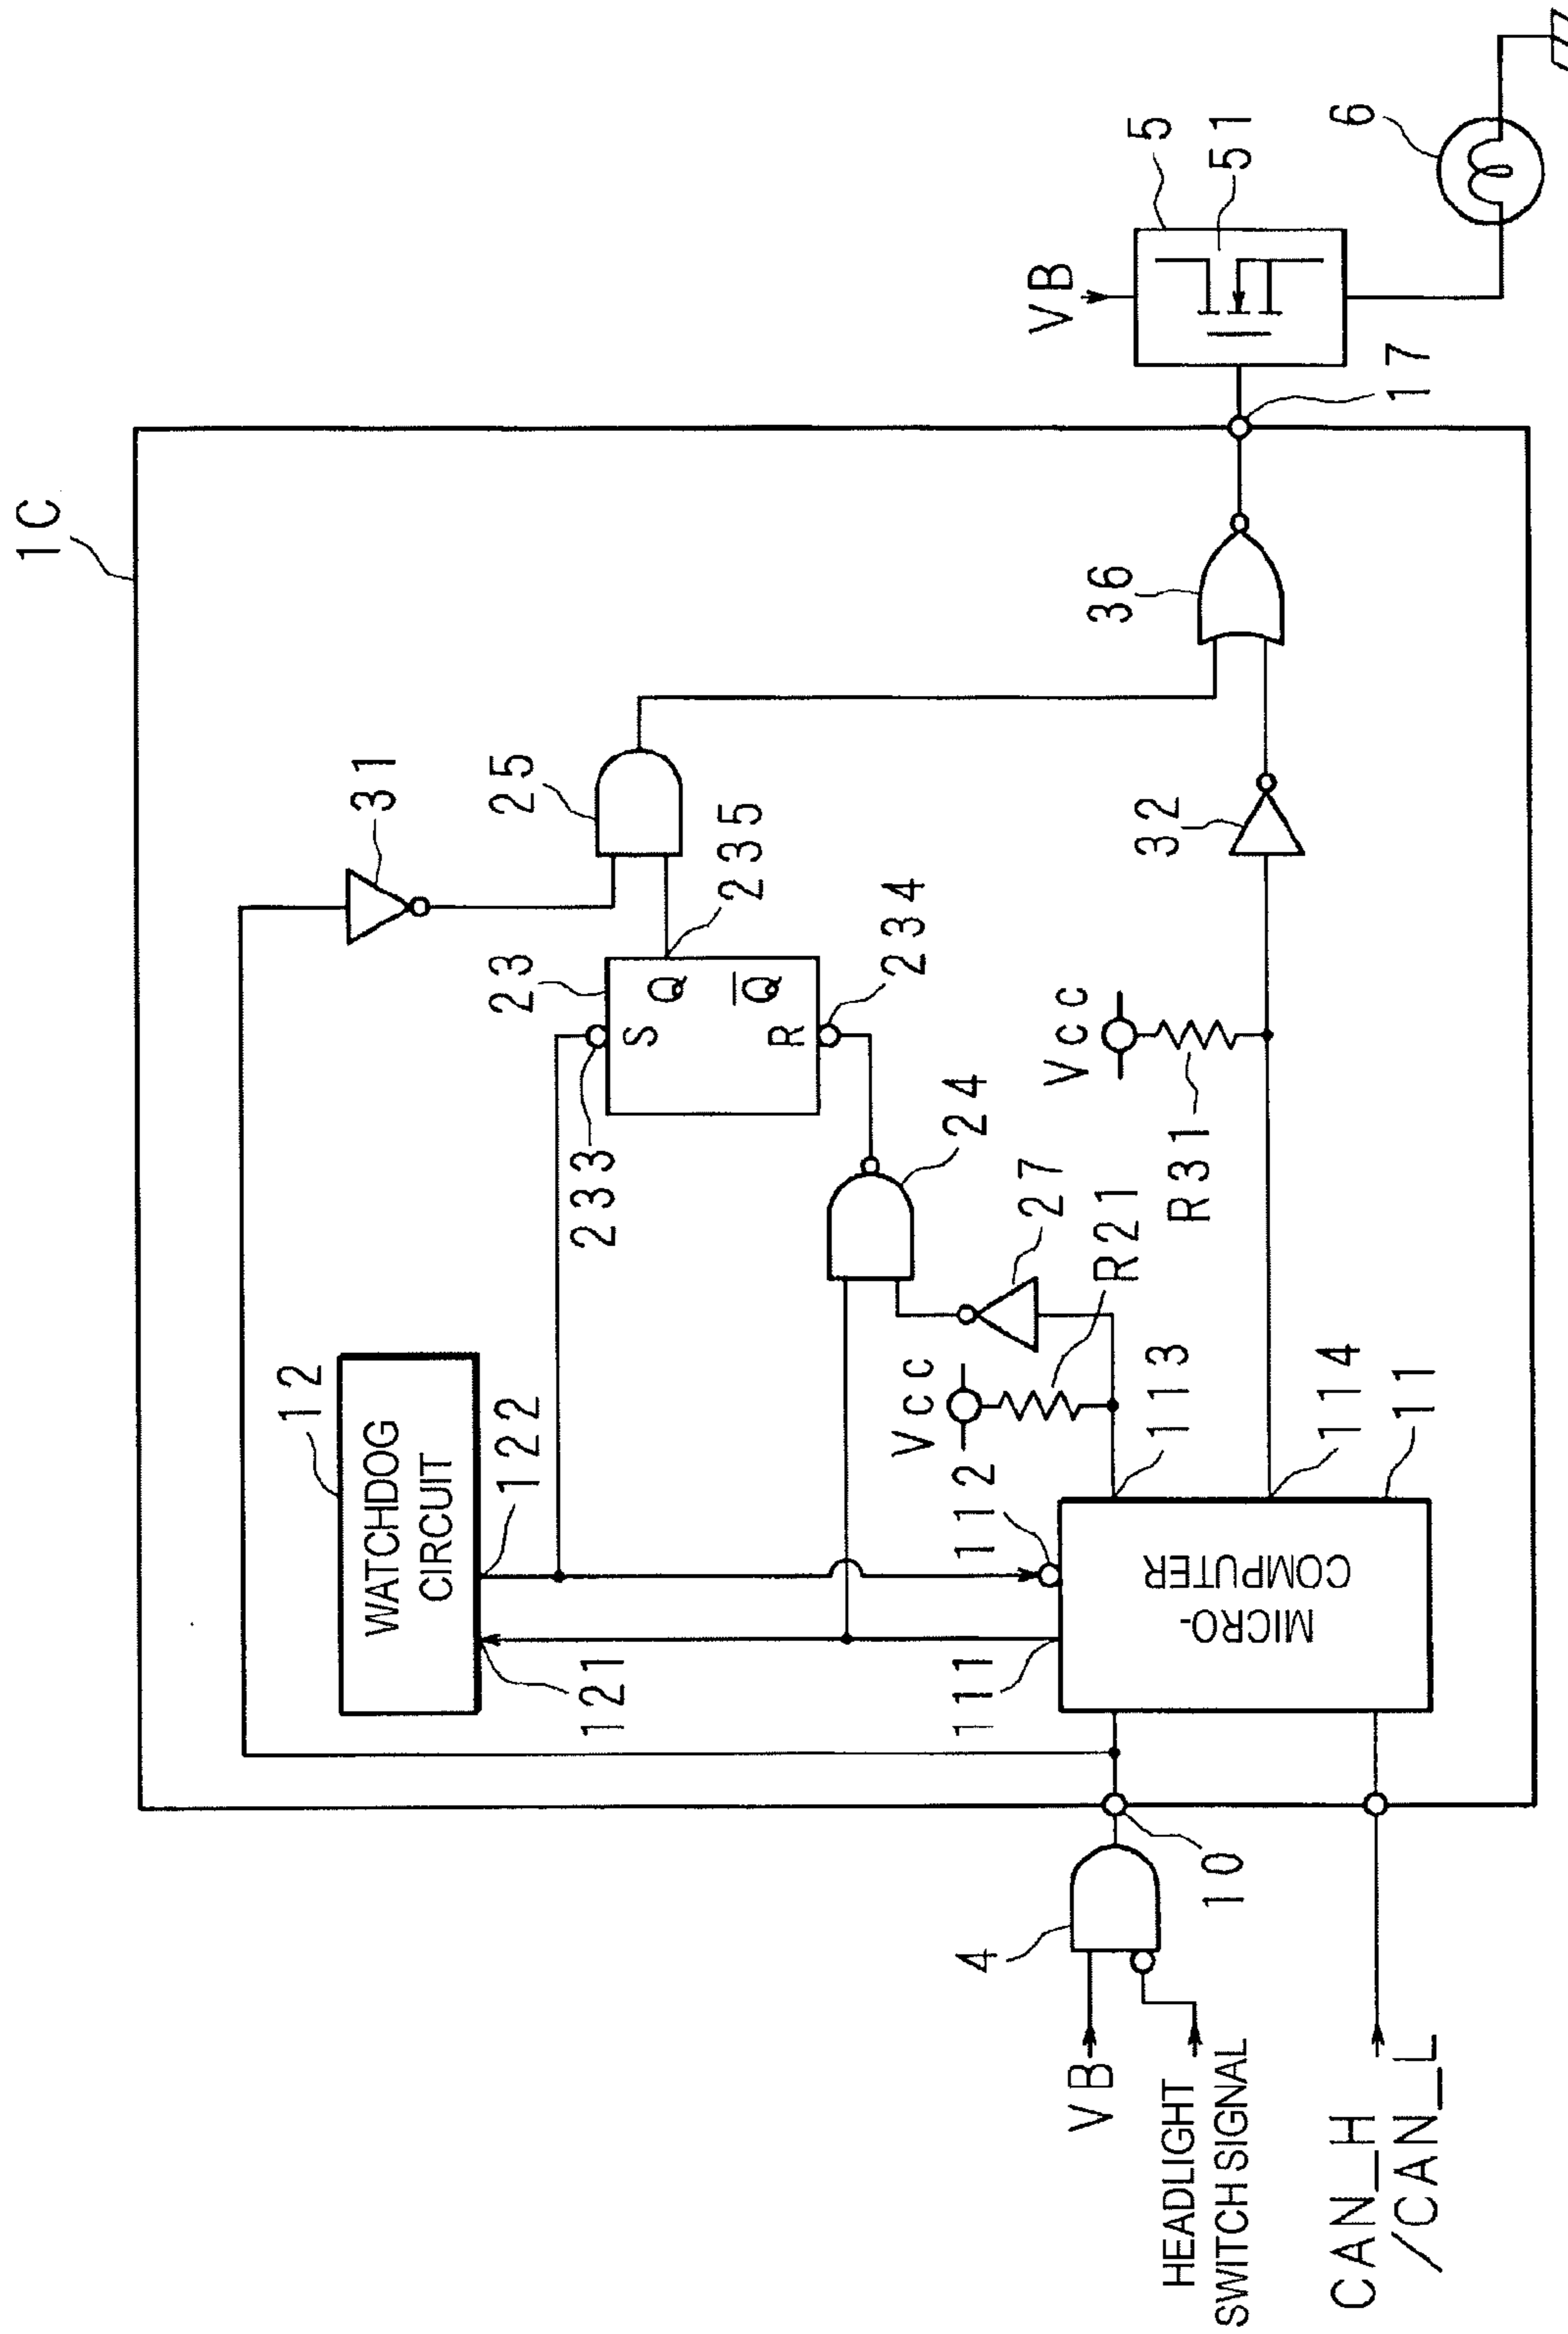 1C
12
WATCHDOG
CIRCUIT
122
121
31
25
23
S
Q
Q
R
233
235
234
24
27
Vcc
R21
112
111
113
114
11
MICRO-
COMPUTER
Vcc
R31
32
36
17
VB
5
51
6
4
10
VB
HEADLIGHT
SWITCH SIGNAL
CAN_H
/CAN_L